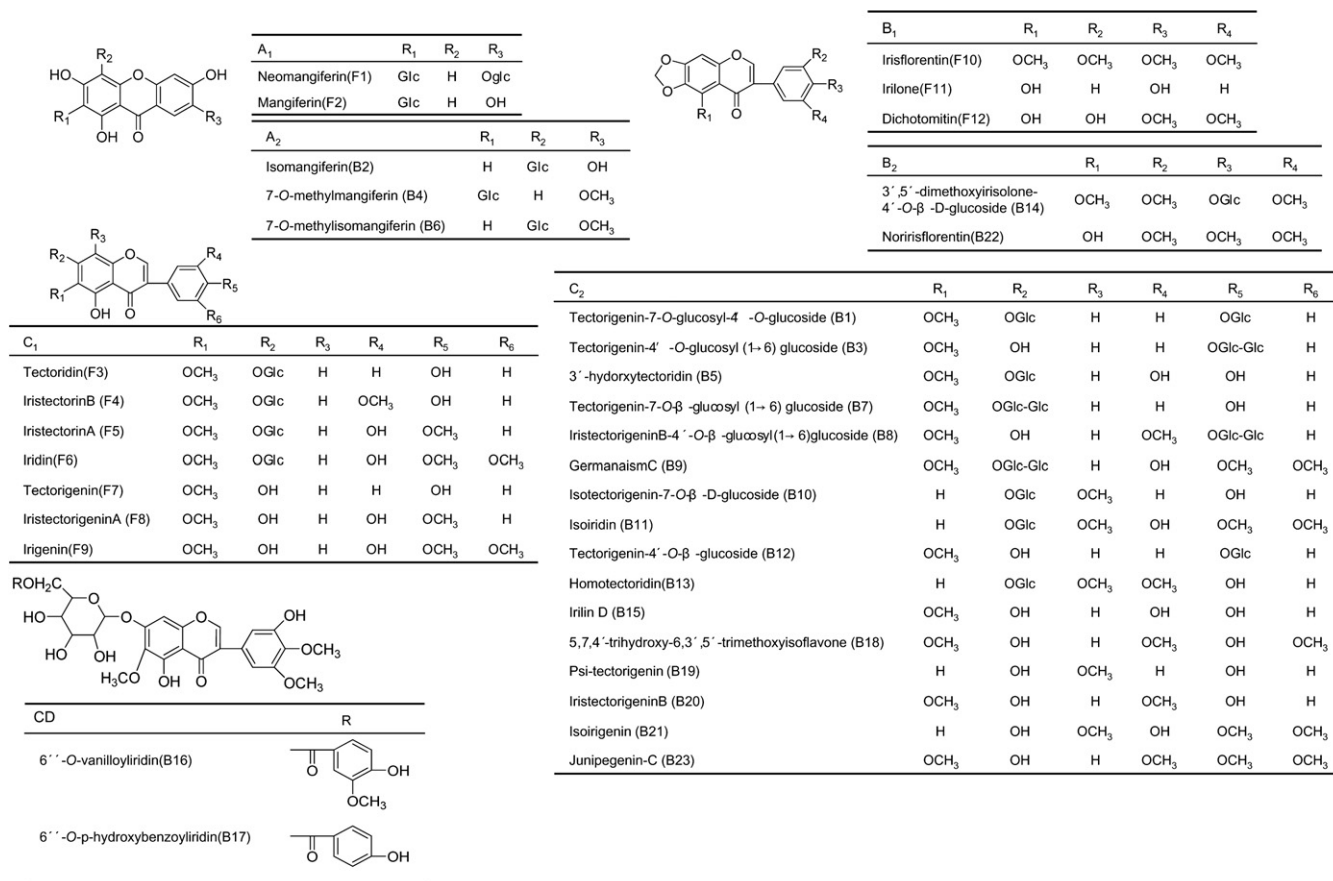 R2
HO
O
OH
R1
R3
OH
O
A1 R1 R2 R3
Neomangiferin(F1) Glc H Oglc
Mangiferin(F2) Glc H OH
A2 R1 R2 R3
Isomangiferin(B2) H Glc OH
7-O-methylmangiferin (B4) Glc H OCH3
7-O-methylisomangiferin (B6) H Glc OCH3
O
O
O
R2
R3
R4
R1
O
B1 R1 R2 R3 R4
Irisflorentin(F10) OCH3 OCH3 OCH3 OCH3
Irilone(F11) OH H OH H
Dichotomitin(F12) OH OH OCH3 OCH3
B2 R1 R2 R3 R4
3´,5´-dimethoxyirisolone-
4´-O-β -D-glucoside (B14) OCH3 OCH3 OGlc OCH3
Noririsflorentin(B22) OH OCH3 OCH3 OCH3
R3
R2
O
R4
R5
R1
OH
O
R6
C1 R1 R2 R3 R4 R5 R6
Tectoridin(F3) OCH3 OGlc H H OH H
IristectorinB (F4) OCH3 OGlc H OCH3 OH H
IristectorinA (F5) OCH3 OGlc H OH OCH3 H
Iridin(F6) OCH3 OGlc H OH OCH3 OCH3
Tectorigenin(F7) OCH3 OH H H OH H
IristectorigeninA (F8) OCH3 OH H OH OCH3 H
Irigenin(F9) OCH3 OH H OH OCH3 OCH3
C2 R1 R2 R3 R4 R5 R6
Tectorigenin-7-O-glucosyl-4′ -O-glucoside (B1) OCH3 OGlc H H OGlc H
Tectorigenin-4′ -O-glucosyl (1→6) glucoside (B3) OCH3 OH H H OGlc-Glc H
3´-hydorxytectoridin (B5) OCH3 OGlc H OH OH H
Tectorigenin-7-O-β -glucosyl (1→6) glucoside (B7) OCH3 OGlc-Glc H H OH H
IristectorigeninB-4´-O-β -glucosyl(1→6)glucoside (B8) OCH3 OH H OCH3 OGlc-Glc H
GermanaismC (B9) OCH3 OGlc-Glc H OH OCH3 OCH3
Isotectorigenin-7-O-β -D-glucoside (B10) H OGlc OCH3 H OH H
Isoiridin (B11) H OGlc OCH3 OH OCH3 OCH3
Tectorigenin-4´-O-β -glucoside (B12) OCH3 OH H H OGlc H
Homotectoridin(B13) H OGlc OCH3 OCH3 OH H
Irilin D (B15) OCH3 OH H OH OH H
5,7,4´-trihydroxy-6,3´,5´-trimethoxyisoflavone (B18) OCH3 OH H OCH3 OH OCH3
Psi-tectorigenin (B19) H OH OCH3 H OH H
IristectorigeninB (B20) OCH3 OH H OCH3 OH H
Isoirigenin (B21) H OH OCH3 OH OCH3 OCH3
Junipegenin-C (B23) OCH3 OH H OCH3 OCH3 OCH3
ROH2C
O
HO
HO
OH
O
O
OH
OCH3
OCH3
H3CO
OH
O
CD R
6´´-O-vanilloyliridin(B16)
O
OH
OCH3
6´´-O-p-hydroxybenzoyliridin(B17)
O
OH